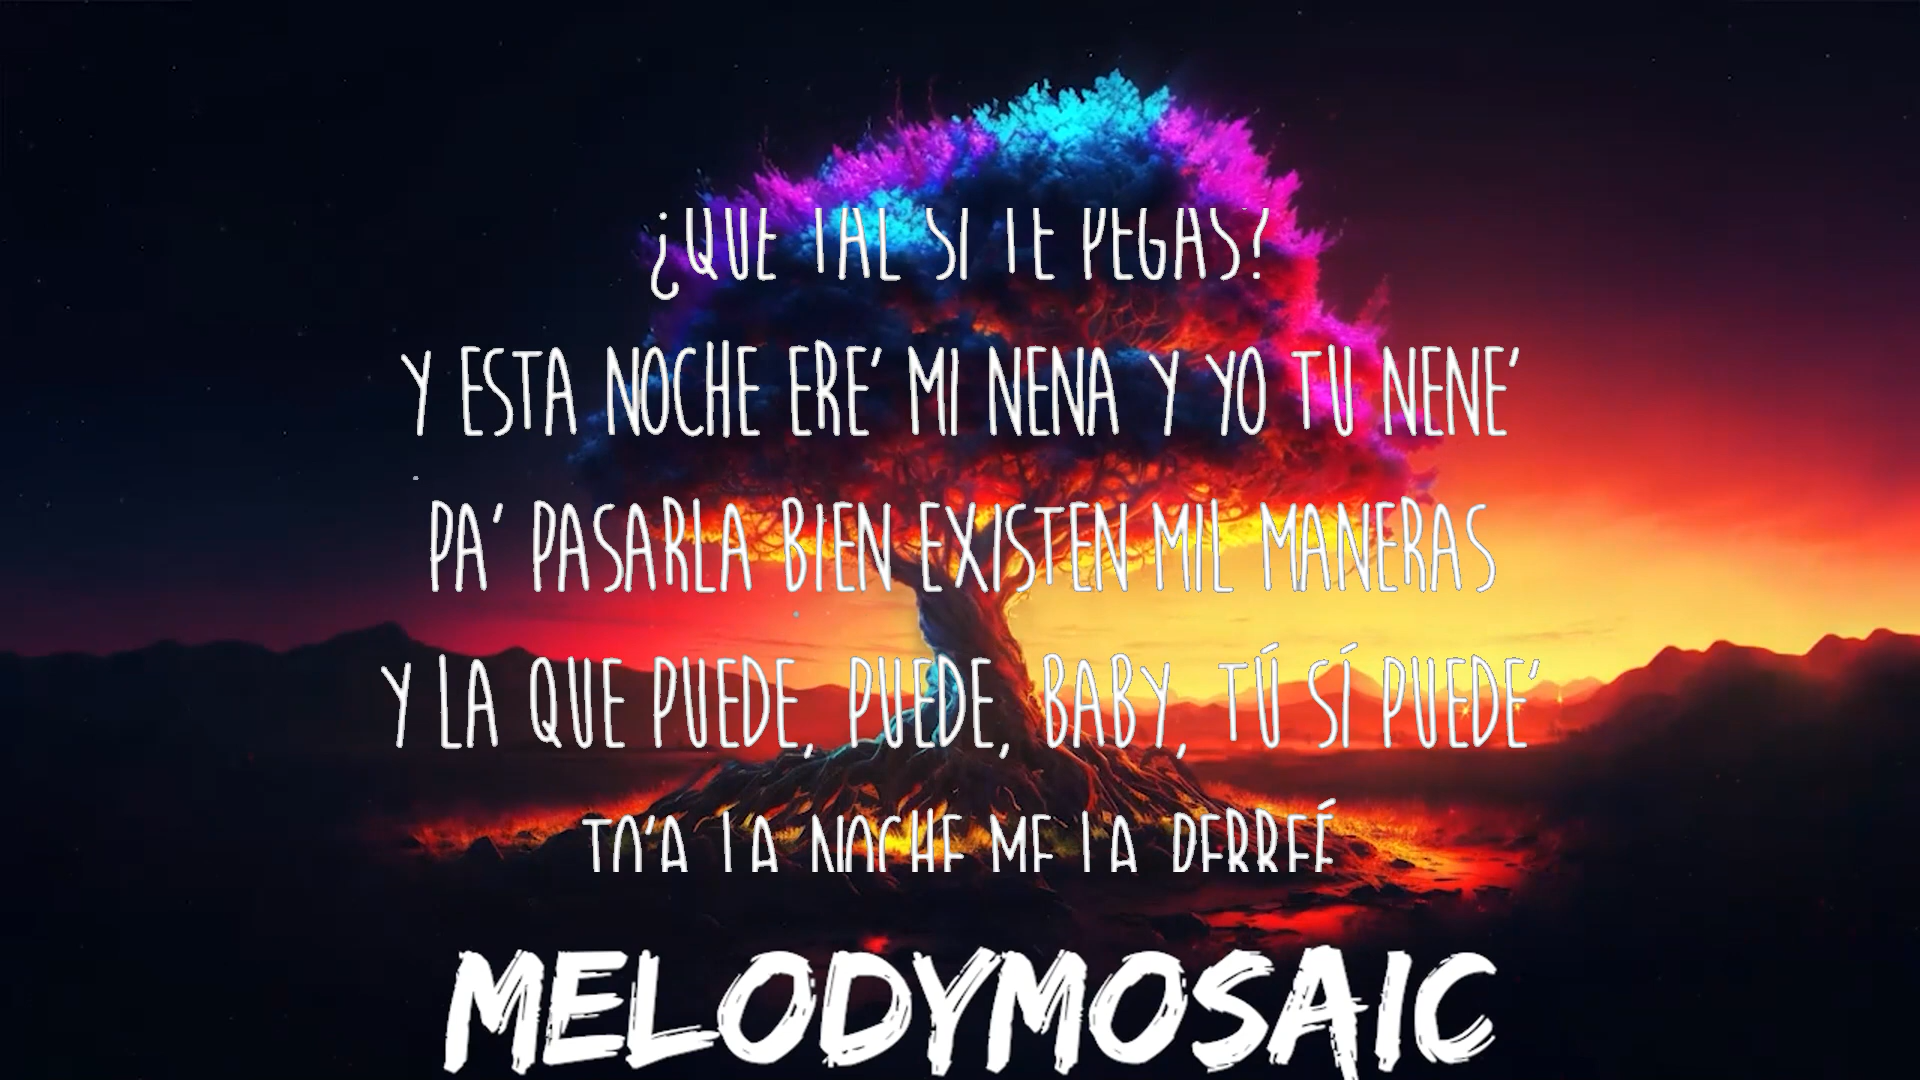 ¿QUÉ TAL SI TE PEGAS?
Y ESTA NOCHE ERE' MI NENA Y YO TU NENE'
PA' PASARLA BIEN EXISTEN MIL MANERAS
Y LA QUE PUEDE, PUEDE, BABY, TÚ SÍ PUEDE'
TO'A LA NOCHE ME LA PERREÉ
MELODYMOSAIC